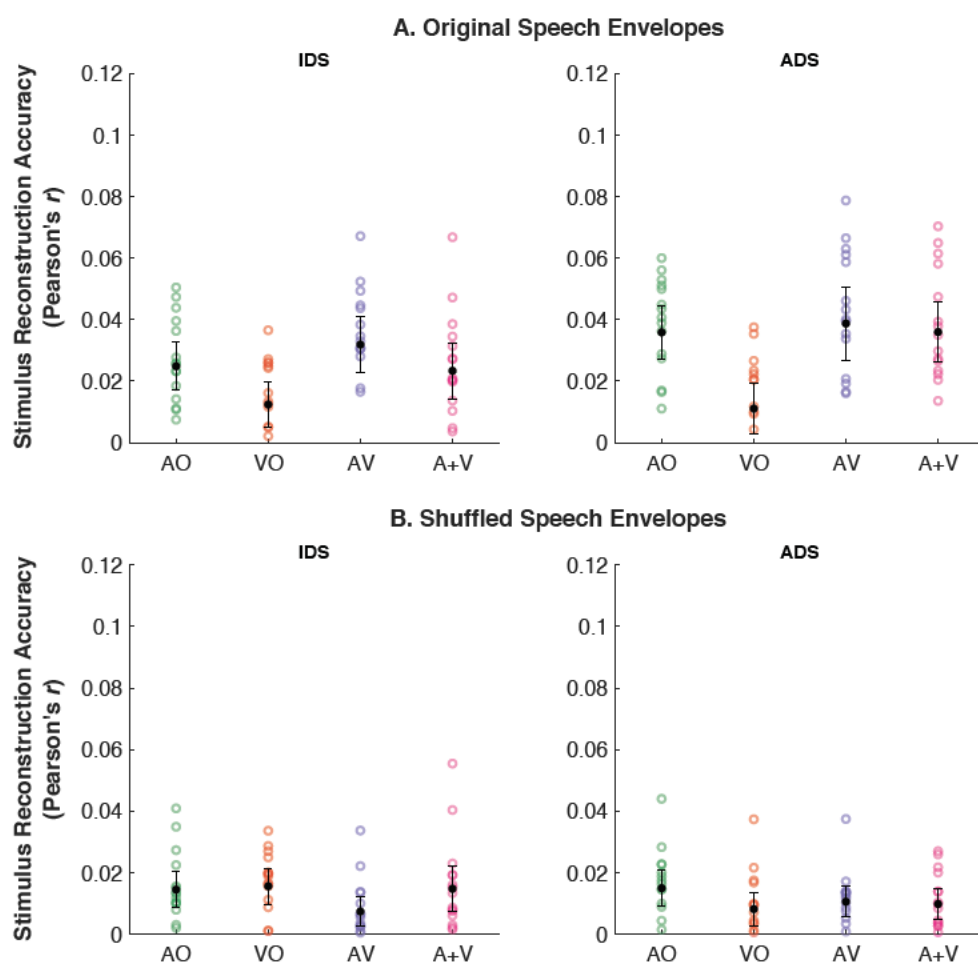 A. Original Speech Envelopes
IDS
ADS
Stimulus Reconstruction Accuracy
(Pearson's r)
0.12
0.1
0.08
0.06
0.04
0.02
0
AO VO AV A+V
0.12
0.1
0.08
0.06
0.04
0.02
0
AO VO AV A+V
B. Shuffled Speech Envelopes
IDS
ADS
Stimulus Reconstruction Accuracy
(Pearson's r)
0.12
0.1
0.08
0.06
0.04
0.02
0
AO VO AV A+V
0.12
0.1
0.08
0.06
0.04
0.02
0
AO VO AV A+V